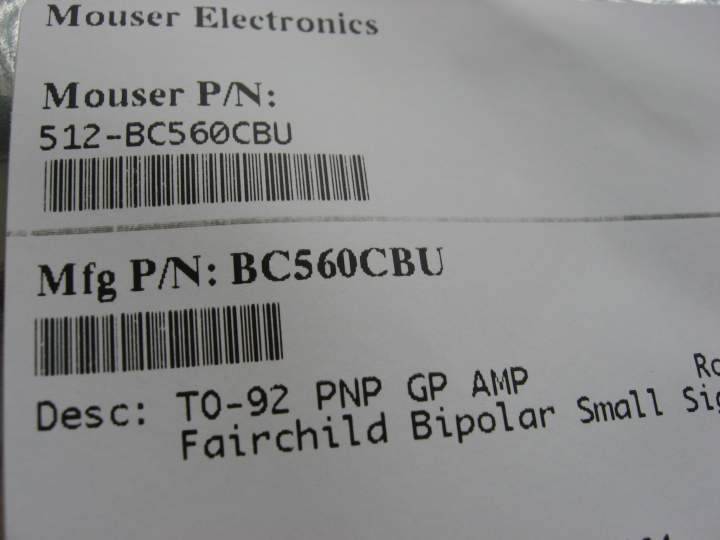 Mouser Electronics
Mouser P/N:
512-BC560CBU
Mfg P/N: BC560CBU
Desc: TO-92 PNP GP AMP
Fairchild Bipolar Small